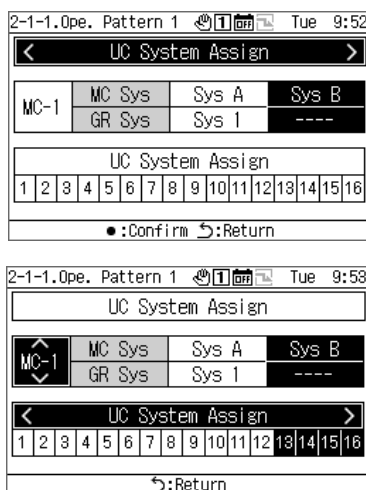 2-1-1.Ope. Pattern 1 1 OFF Tue 9:52
UC System Assign
MC-1 MC Sys Sys A Sys B
GR Sys Sys 1 ----
UC System Assign
1 2 3 4 5 6 7 8 9 10 11 12 13 14 15 16
●:Confirm ⮌:Return
2-1-1.Ope. Pattern 1 1 OFF Tue 9:53
UC System Assign
MC-1 MC Sys Sys A Sys B
GR Sys Sys 1 ----
UC System Assign
1 2 3 4 5 6 7 8 9 10 11 12 13 14 15 16
⮌:Return